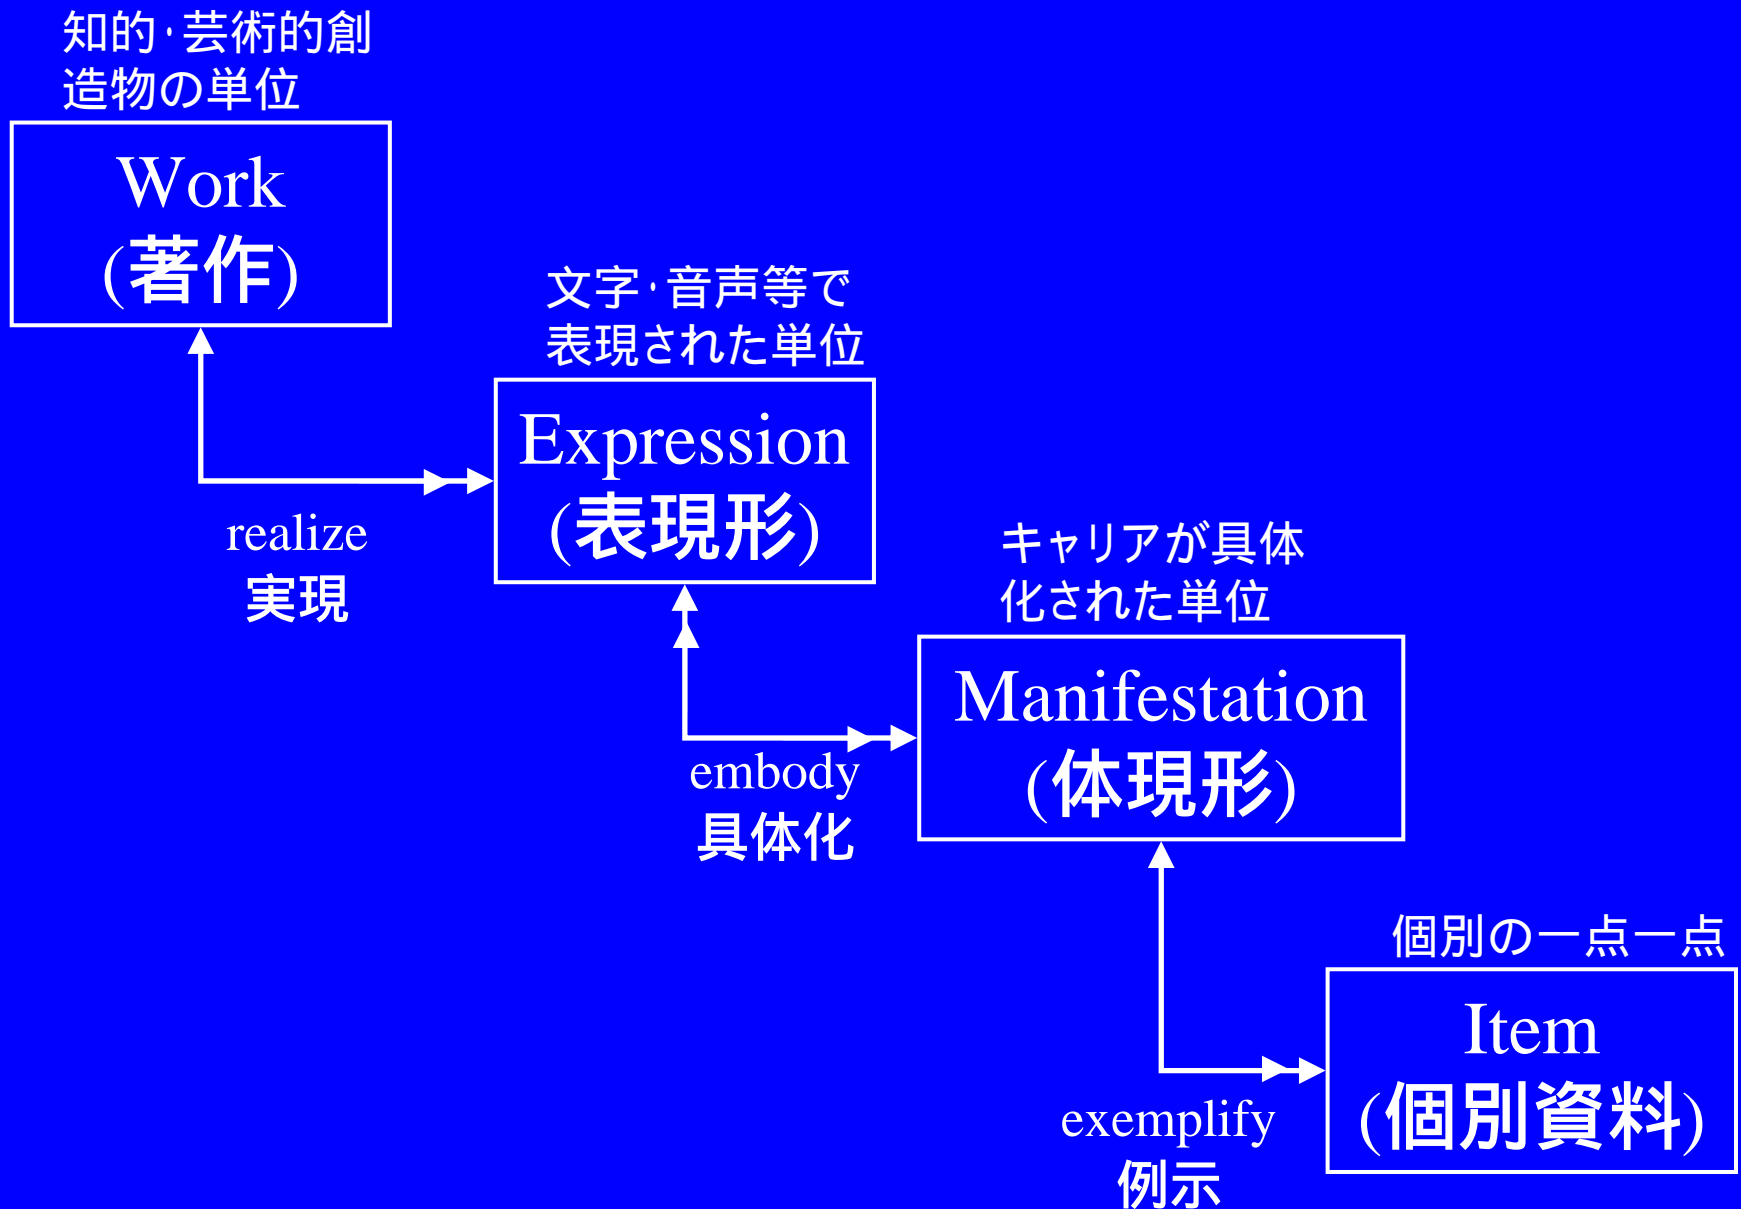 知的･芸術的創
造物の単位
Work
(著作)
文字･音声等で
表現された単位
Expression
(表現形)
realize
実現
キャリアが具体
化された単位
Manifestation
(体現形)
embody
具体化
個別の一点一点
Item
(個別資料)
exemplify
例示